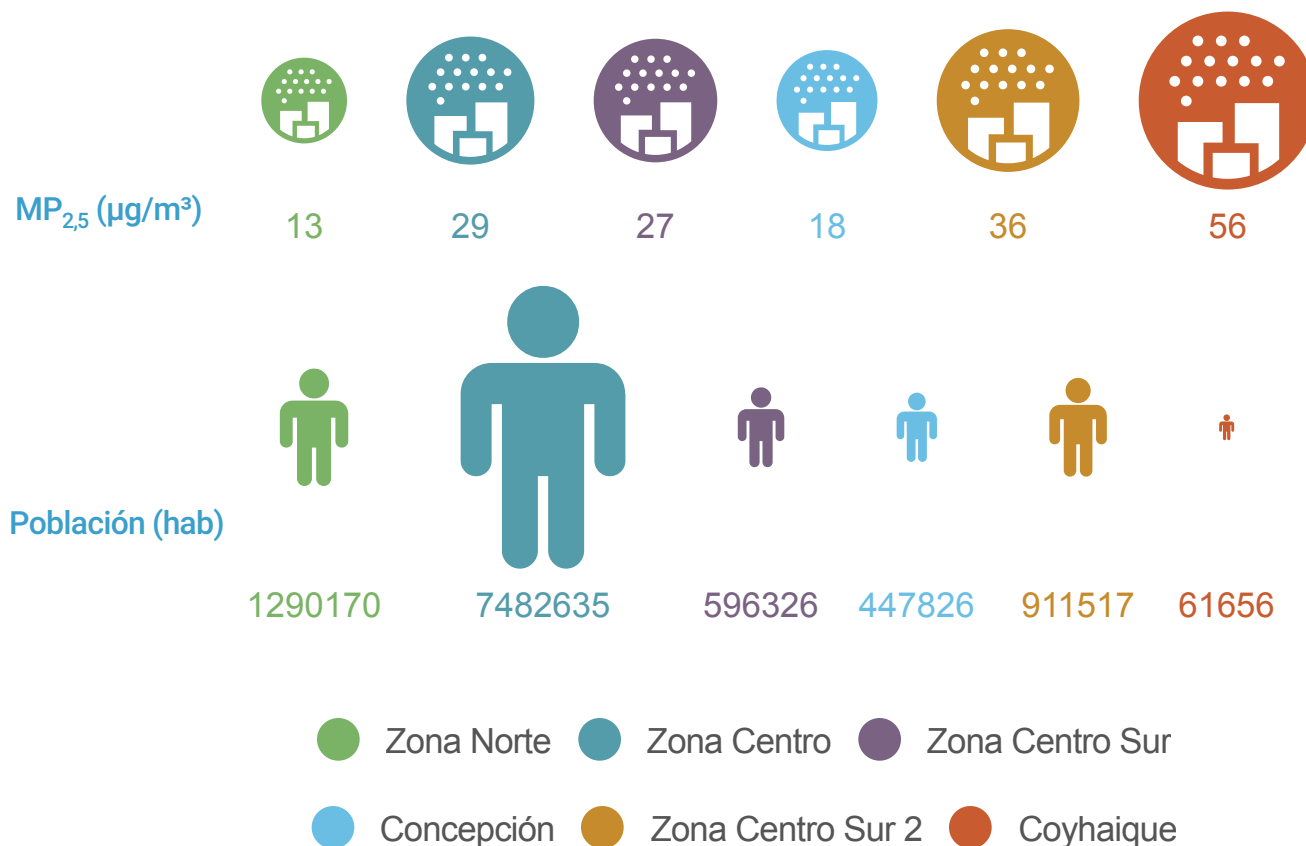 MP2,5 (µg/m³) 13 29 27 18 36 56
Población (hab)
1290170 7482635 596326 447826 911517 61656
Zona Norte Zona Centro Zona Centro Sur
Concepción Zona Centro Sur 2 Coyhaique